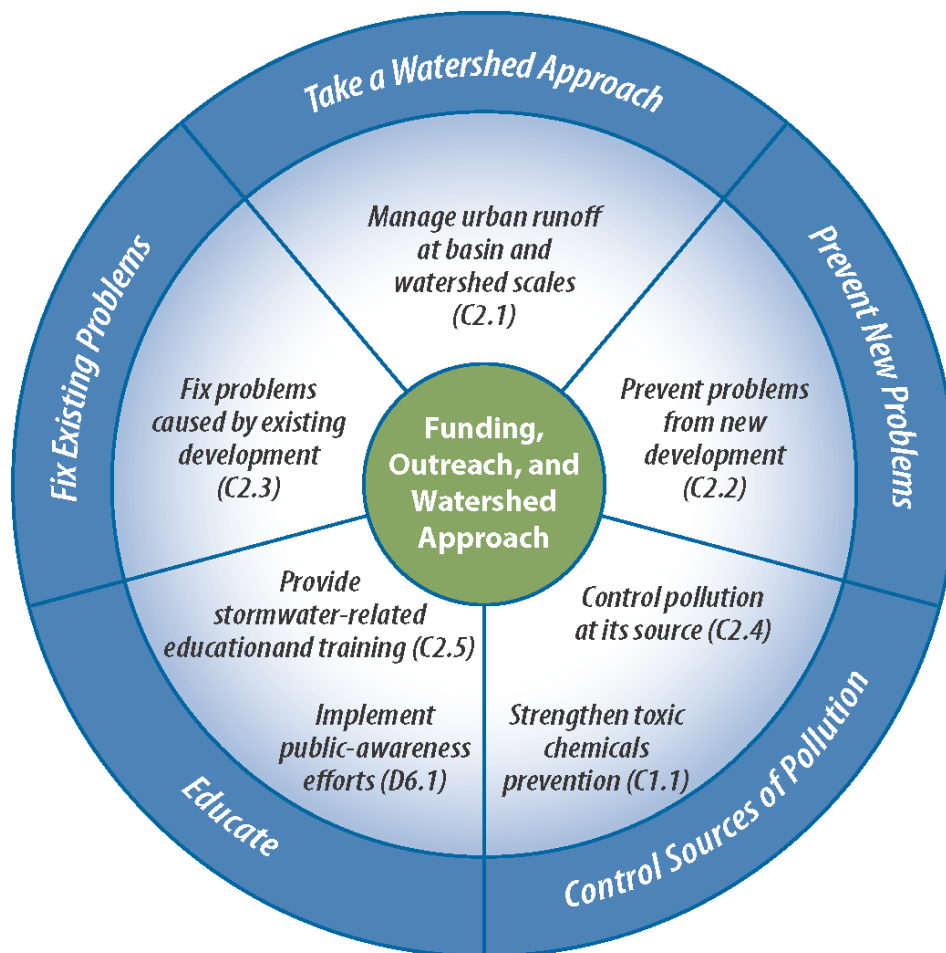 Take a Watershed Approach
Manage urban runoff
at basin and
watershed scales
(C2.1)
Prevent New Problems
Prevent problems
from new
development
(C2.2)
Control Sources of Pollution
Control pollution
at its source (C2.4)
Strengthen toxic
chemicals
prevention (C1.1)
Educate
Provide
stormwater-related
educationand training (C2.5)
Implement
public-awareness
efforts (D6.1)
Fix Existing Problems
Fix problems
caused by existing
development
(C2.3)
Funding,
Outreach, and
Watershed
Approach